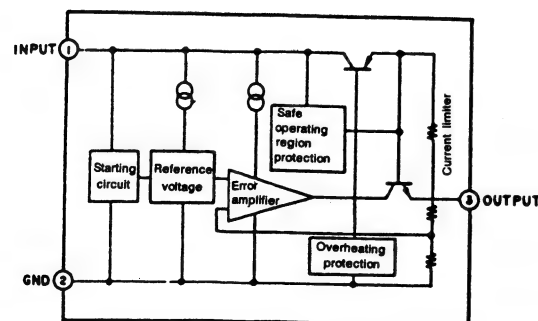 INPUT 1
Safe
operating
region
protection
Current limiter
Starting
circuit
Reference
voltage
Error
amplifier
3 OUTPUT
Overheating
protection
GND 2